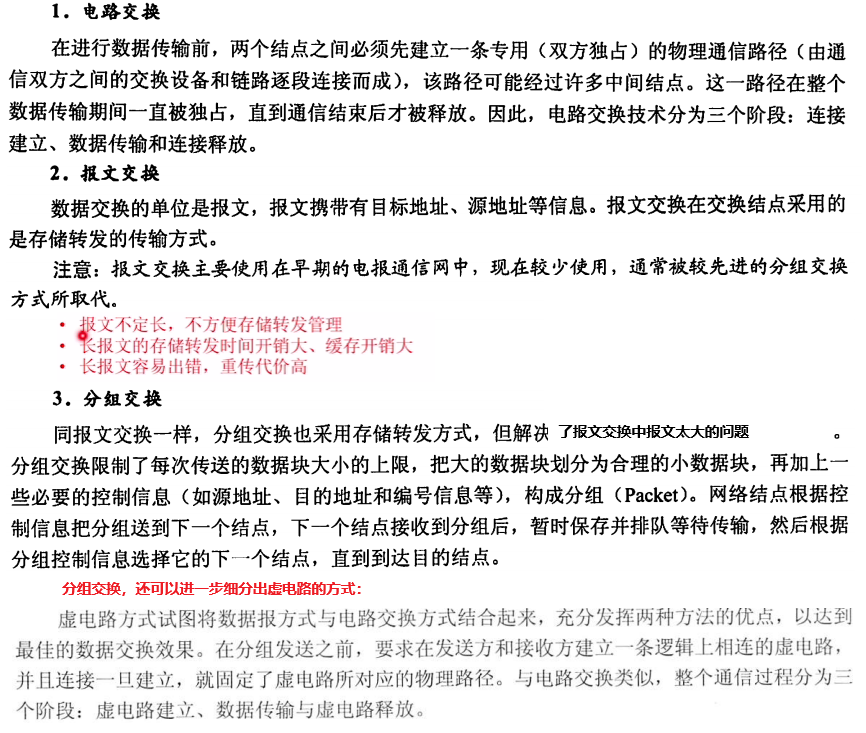 1．电路交换
在进行数据传输前，两个结点之间必须先建立一条专用（双方独占）的物理通信路径（由通
信双方之间的交换设备和链路逐段连接而成），该路径可能经过许多中间结点。这一路径在整个
数据传输期间一直被独占，直到通信结束后才被释放。因此，电路交换技术分为三个阶段：连接
建立、数据传输和连接释放。
2．报文交换
数据交换的单位是报文，报文携带有目标地址、源地址等信息。报文交换在交换结点采用的
是存储转发的传输方式。
注意：报文交换主要使用在早期的电报通信网中，现在较少使用，通常被较先进的分组交换
方式所取代。
• 报文不定长，不方便存储转发管理
• 长报文的存储转发时间开销大、缓存开销大
• 长报文容易出错，重传代价高
3．分组交换
同报文交换一样，分组交换也采用存储转发方式，但解决 了报文交换中报文太大的问题 。
分组交换限制了每次传送的数据块大小的上限，把大的数据块划分为合理的小数据块，再加上一
些必要的控制信息（如源地址、目的地址和编号信息等），构成分组（Packet）。网络结点根据控
制信息把分组送到下一个结点，下一个结点接收到分组后，暂时保存并排队等待传输，然后根据
分组控制信息选择它的下一个结点，直到到达目的结点。
分组交换，还可以进一步细分出虚电路的方式：
虚电路方式试图将数据报方式与电路交换方式结合起来，充分发挥两种方法的优点，以达到
最佳的数据交换效果。在分组发送之前，要求在发送方和接收方建立一条逻辑上相连的虚电路，
并且连接一旦建立，就固定了虚电路所对应的物理路径。与电路交换类似，整个通信过程分为三
个阶段：虚电路建立、数据传输与虚电路释放。